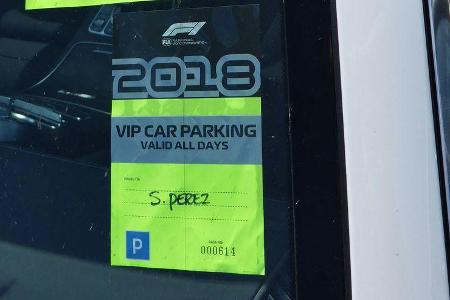 F1
2018
VIP CAR PARKING
VALID ALL DAYS
S. PEREZ
P
000614